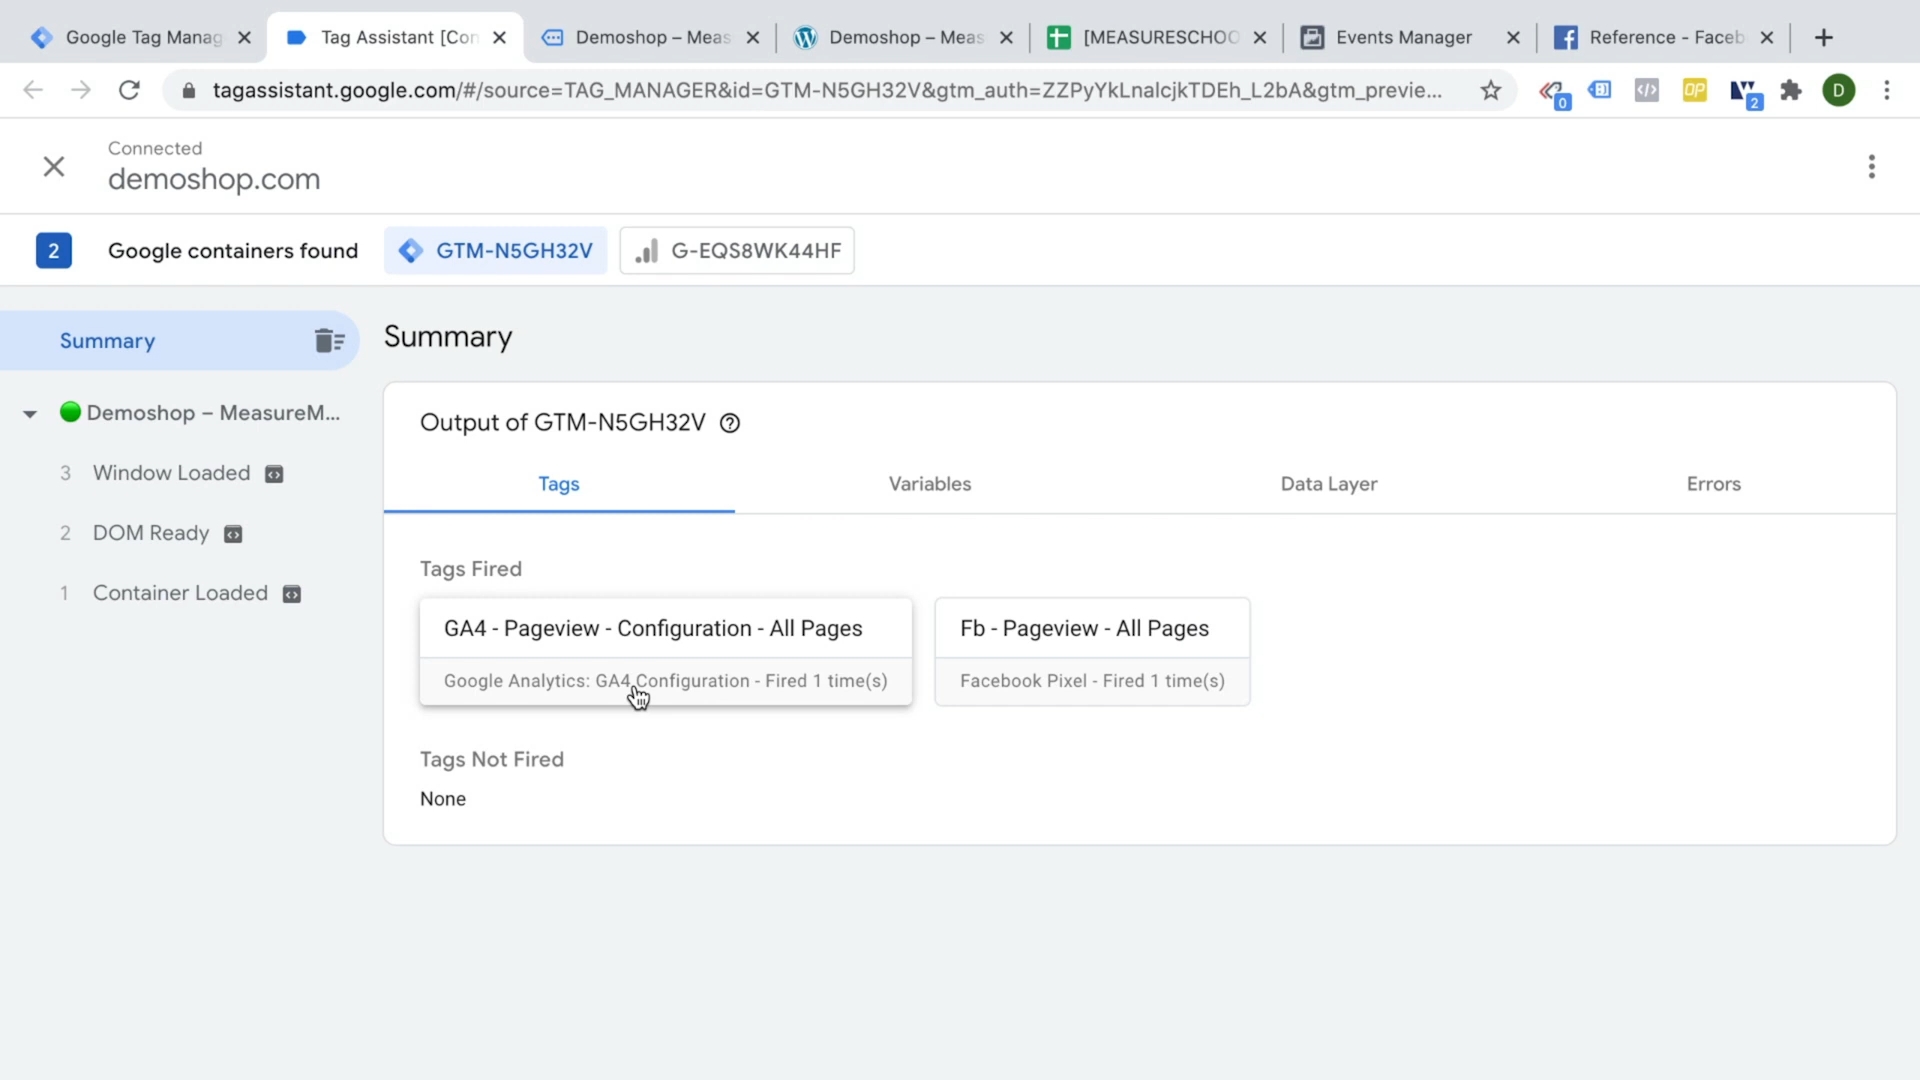 Google Tag Manag
Tag Assistant [Con
Demoshop – Meas
Demoshop – Meas
[MEASURESCHOO
Events Manager
Reference - Faceb
tagassistant.google.com/#/source=TAG_MANAGER&id=GTM-N5GH32V&gtm_auth=ZZPyYkLnalcjkTDEh_L2bA&gtm_previe...
0
OP
2
D
Connected
demoshop.com
2
Google containers found
GTM-N5GH32V
G-EQS8WK44HF
Summary
Demoshop – MeasureM...
3 Window Loaded
2 DOM Ready
1 Container Loaded
Summary
Output of GTM-N5GH32V
Tags
Variables
Data Layer
Errors
Tags Fired
GA4 - Pageview - Configuration - All Pages
Google Analytics: GA4 Configuration - Fired 1 time(s)
Fb - Pageview - All Pages
Facebook Pixel - Fired 1 time(s)
Tags Not Fired
None